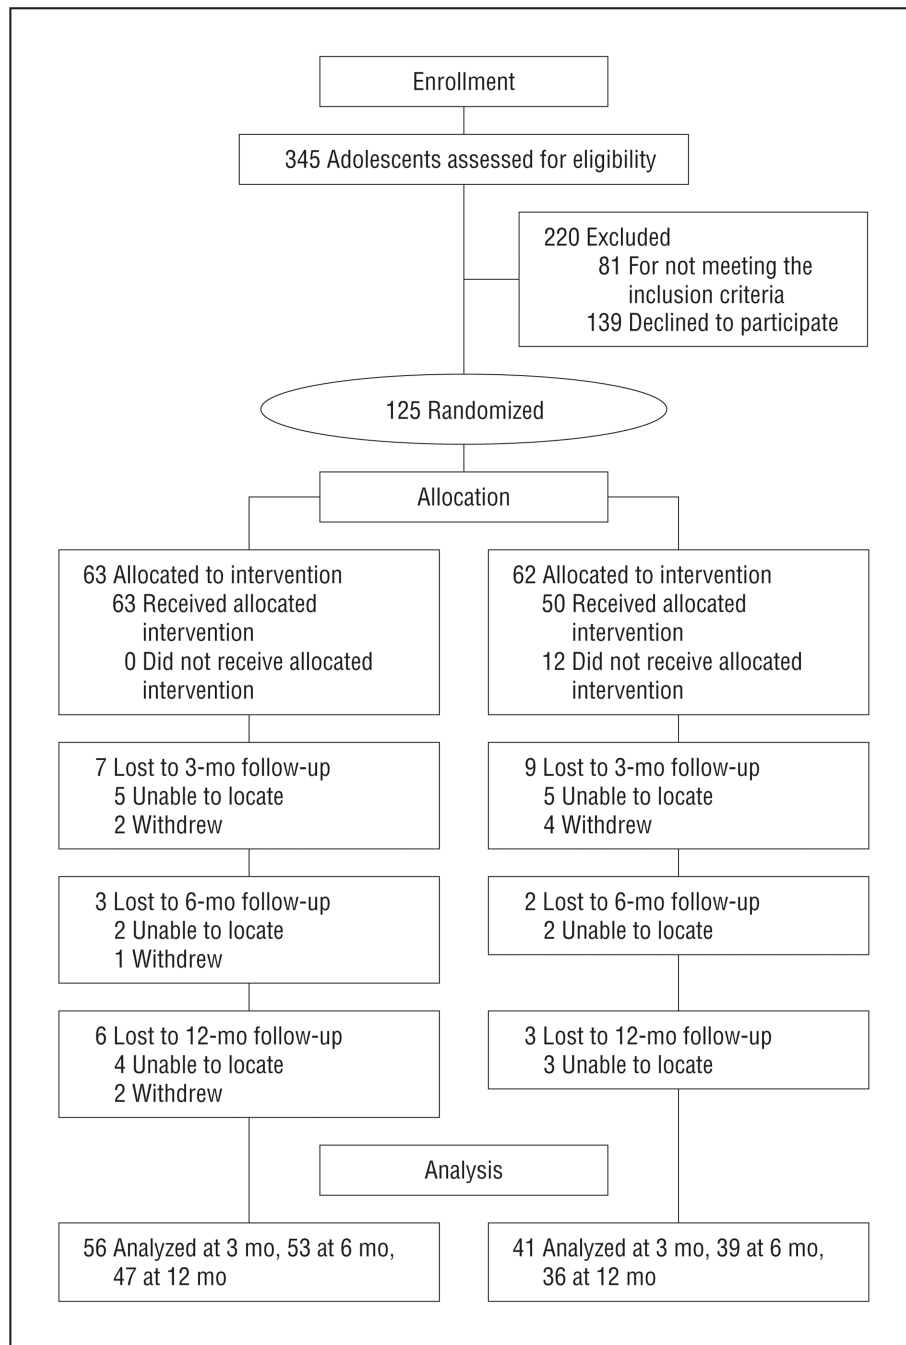 Enrollment
345 Adolescents assessed for eligibility
220 Excluded
81 For not meeting the
inclusion criteria
139 Declined to participate
125 Randomized
Allocation
63 Allocated to intervention
63 Received allocated
intervention
0 Did not receive allocated
intervention
62 Allocated to intervention
50 Received allocated
intervention
12 Did not receive allocated
intervention
7 Lost to 3-mo follow-up
5 Unable to locate
2 Withdrew
9 Lost to 3-mo follow-up
5 Unable to locate
4 Withdrew
3 Lost to 6-mo follow-up
2 Unable to locate
1 Withdrew
2 Lost to 6-mo follow-up
2 Unable to locate
6 Lost to 12-mo follow-up
4 Unable to locate
2 Withdrew
3 Lost to 12-mo follow-up
3 Unable to locate
Analysis
56 Analyzed at 3 mo, 53 at 6 mo,
47 at 12 mo
41 Analyzed at 3 mo, 39 at 6 mo,
36 at 12 mo